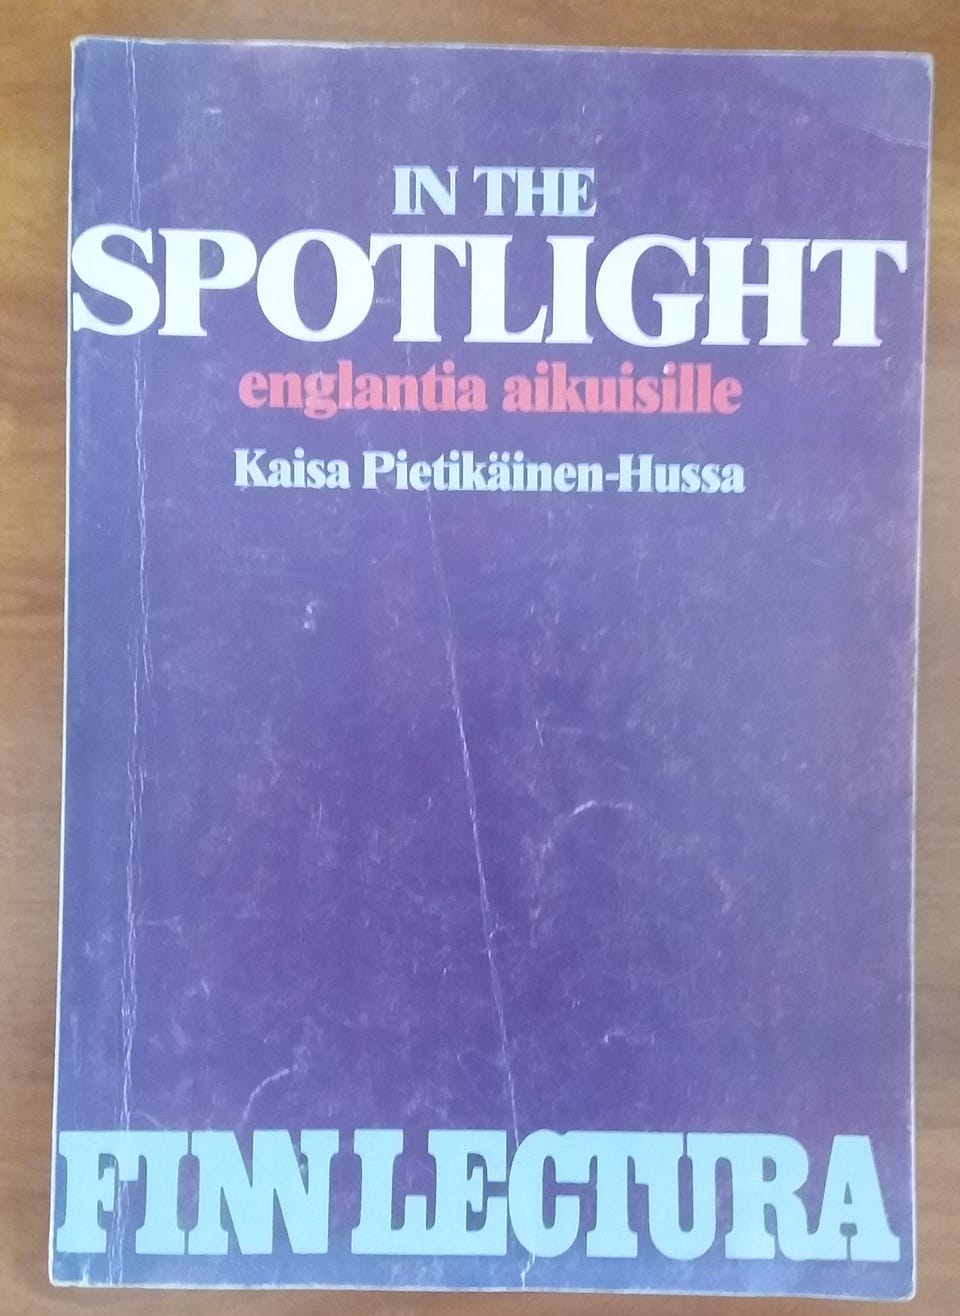 IN THE
SPOTLIGHT
englantia aikuisille
Kaisa Pietikäinen-Hussa
FINN LECTURA